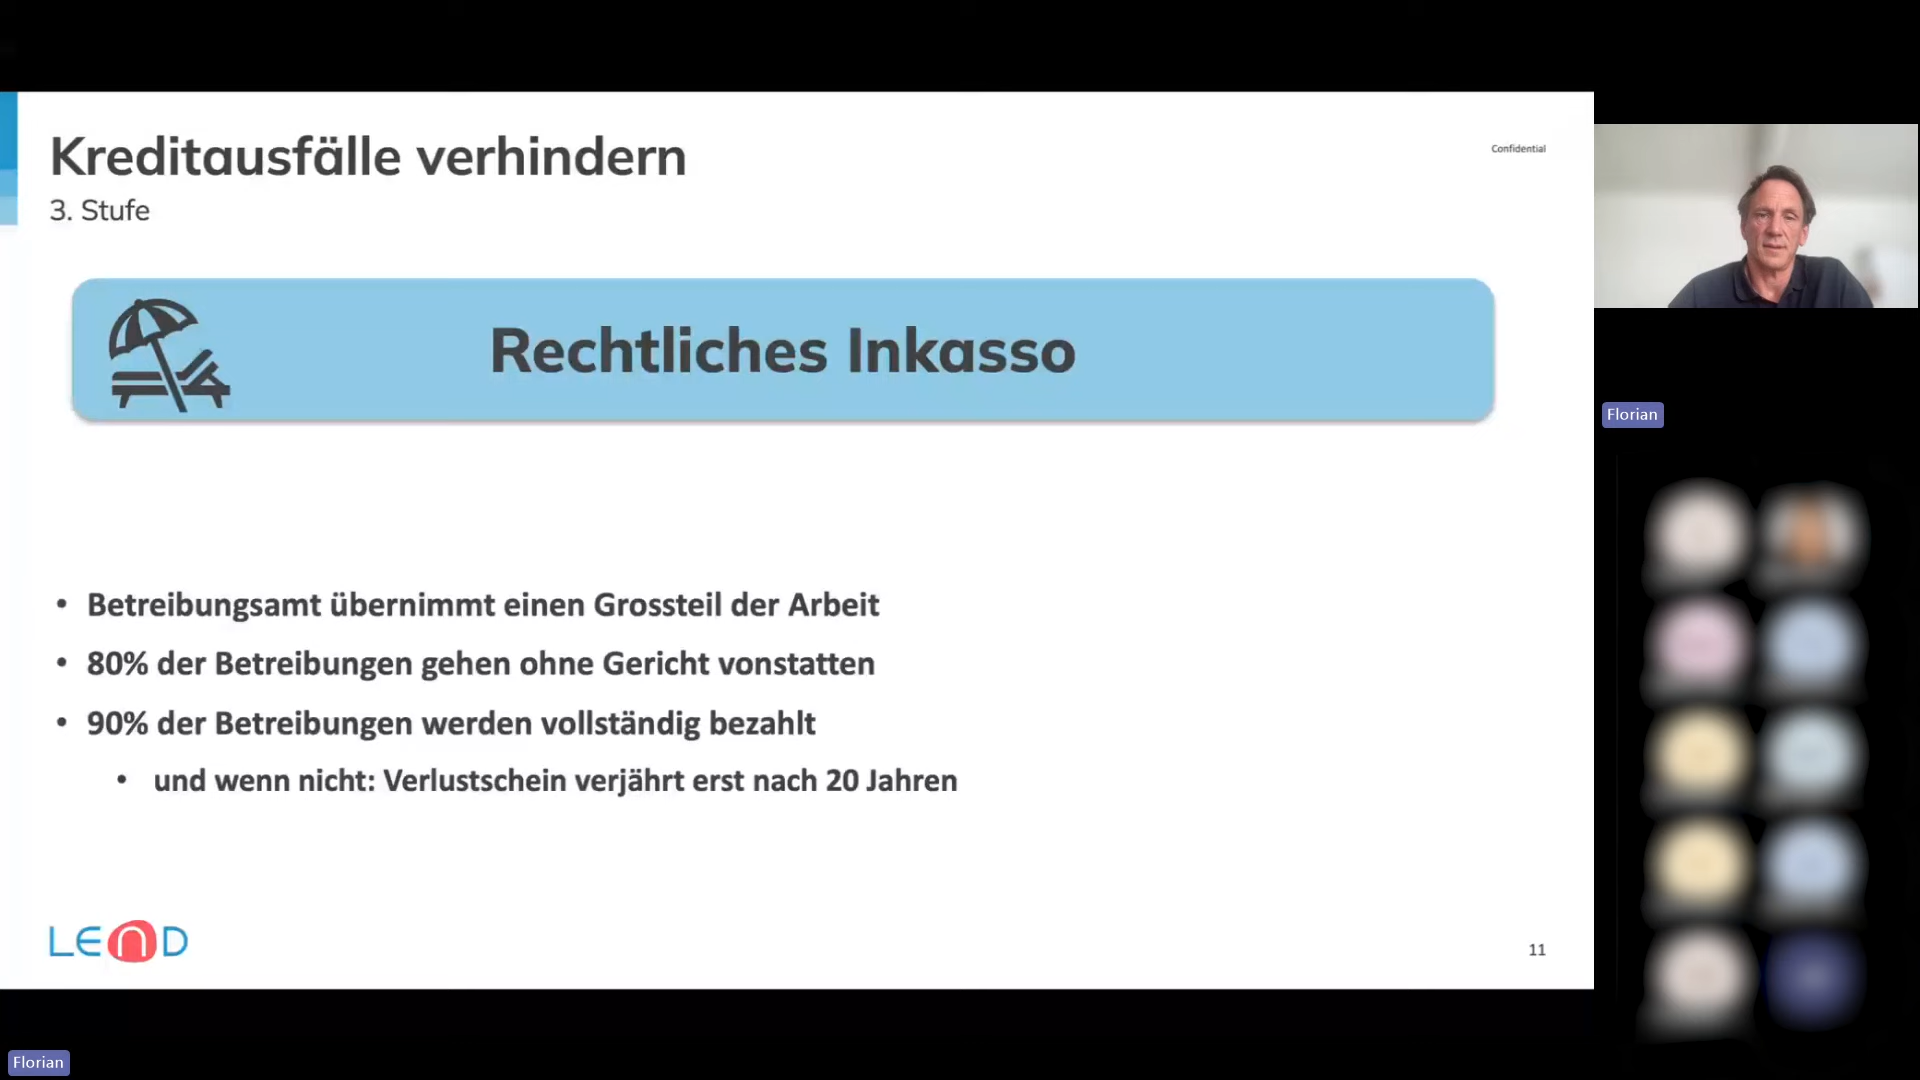 Kreditausfälle verhindern
3. Stufe
Confidential
Rechtliches Inkasso
• Betreibungsamt übernimmt einen Grossteil der Arbeit
• 80% der Betreibungen gehen ohne Gericht vonstatten
• 90% der Betreibungen werden vollständig bezahlt
• und wenn nicht: Verlustschein verjährt erst nach 20 Jahren
LEND
11
Florian
Florian